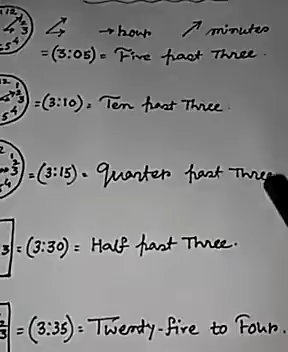 → hour ↗ minutes
= (3:05) = Five past Three.
= (3:10) = Ten past Three.
= (3:15) = Quarter past Three
= (3:30) = Half past Three.
= (3:35) = Twenty-five to Four.